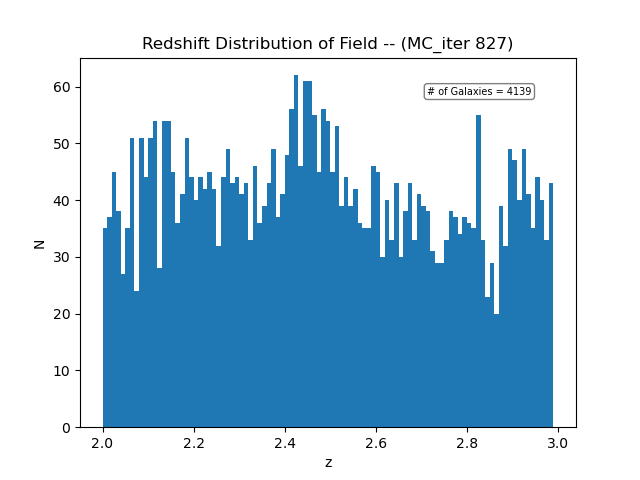 Redshift Distribution of Field -- (MC_iter 827)
# of Galaxies = 4139
60
50
40
30
20
10
0
N
2.0 2.2 2.4 2.6 2.8 3.0
z